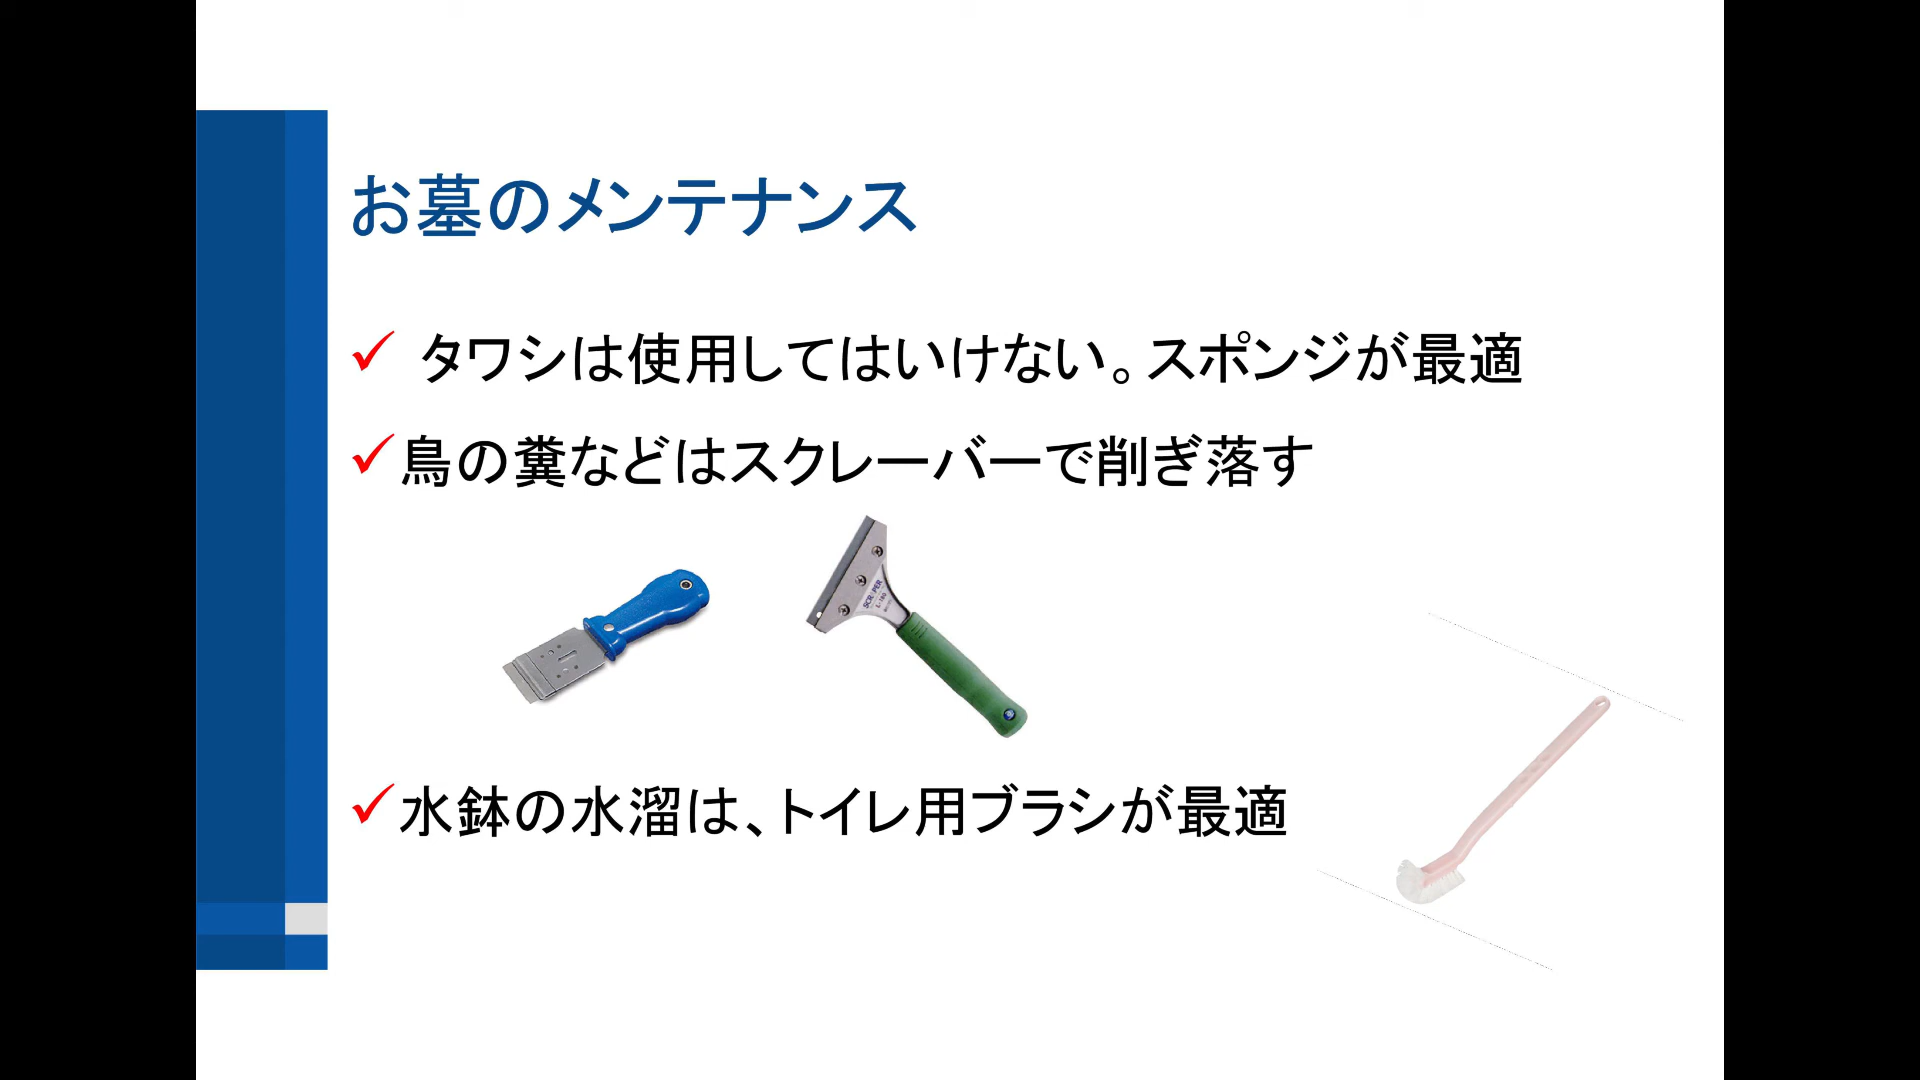 お墓のメンテナンス
タワシは使用してはいけない。スポンジが最適
鳥の糞などはスクレーバーで削ぎ落す
SCRAPER
水鉢の水溜は、トイレ用ブラシが最適